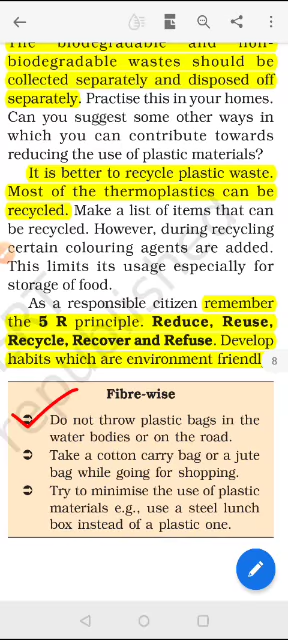 The biodegradable and non-
biodegradable wastes should be
collected separately and disposed off
separately. Practise this in your homes.
Can you suggest some other ways in
which you can contribute towards
reducing the use of plastic materials?
It is better to recycle plastic waste.
Most of the thermoplastics can be
recycled. Make a list of items that can
be recycled. However, during recycling
certain colouring agents are added.
This limits its usage especially for
storage of food.
As a responsible citizen remember
the 5 R principle. Reduce, Reuse,
Recycle, Recover and Refuse. Develop
habits which are environment friendl
8
Fibre-wise
➲ Do not throw plastic bags in the
water bodies or on the road.
➲ Take a cotton carry bag or a jute
bag while going for shopping.
➲ Try to minimise the use of plastic
materials e.g., use a steel lunch
box instead of a plastic one.